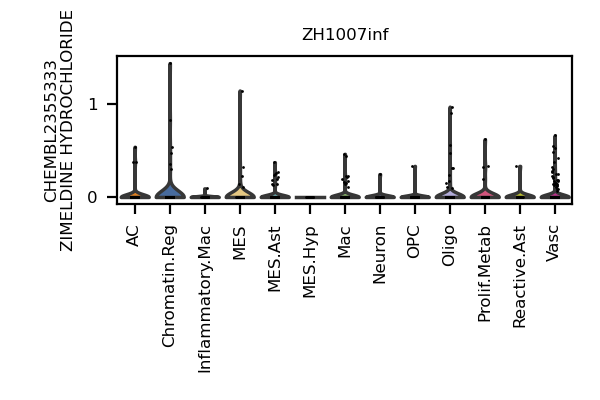 ZH1007inf
CHEMBL2355333
ZIMELDINE HYDROCHLORIDE
1
0
AC
Chromatin.Reg
Inflammatory.Mac
MES
MES.Ast
MES.Hyp
Mac
Neuron
OPC
Oligo
Prolif.Metab
Reactive.Ast
Vasc